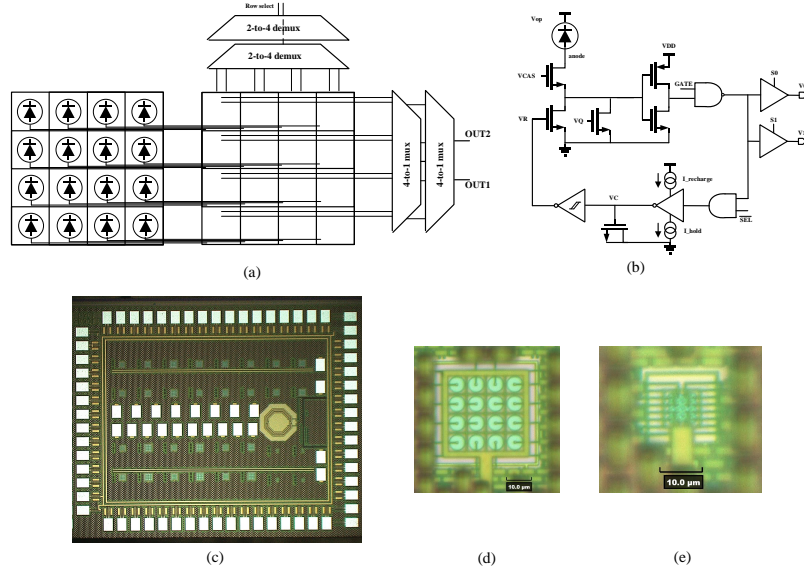 Row select
2-to-4 demux
2-to-4 demux
4-to-1 mux
4-to-1 mux
OUT2
OUT1
(a)
Vop
anode
VCAS
VDD
GATE
S0
VR
VQ
S1
I_recharge
VC
I_hold
SEL
(b)
(c)
10.0 µm
(d)
10.0 µm
(e)